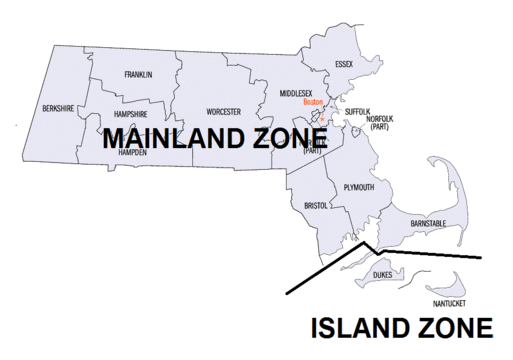 ESSEX
FRANKLIN
MIDDLESEX
BERKSHIRE
Boston
HAMPSHIRE
WORCESTER
SUFFOLK
NORFOLK
(PART)
MAINLAND ZONE
HAMPDEN
(PART)
PLYMOUTH
BRISTOL
BARNSTABLE
DUKES
NANTUCKET
ISLAND ZONE